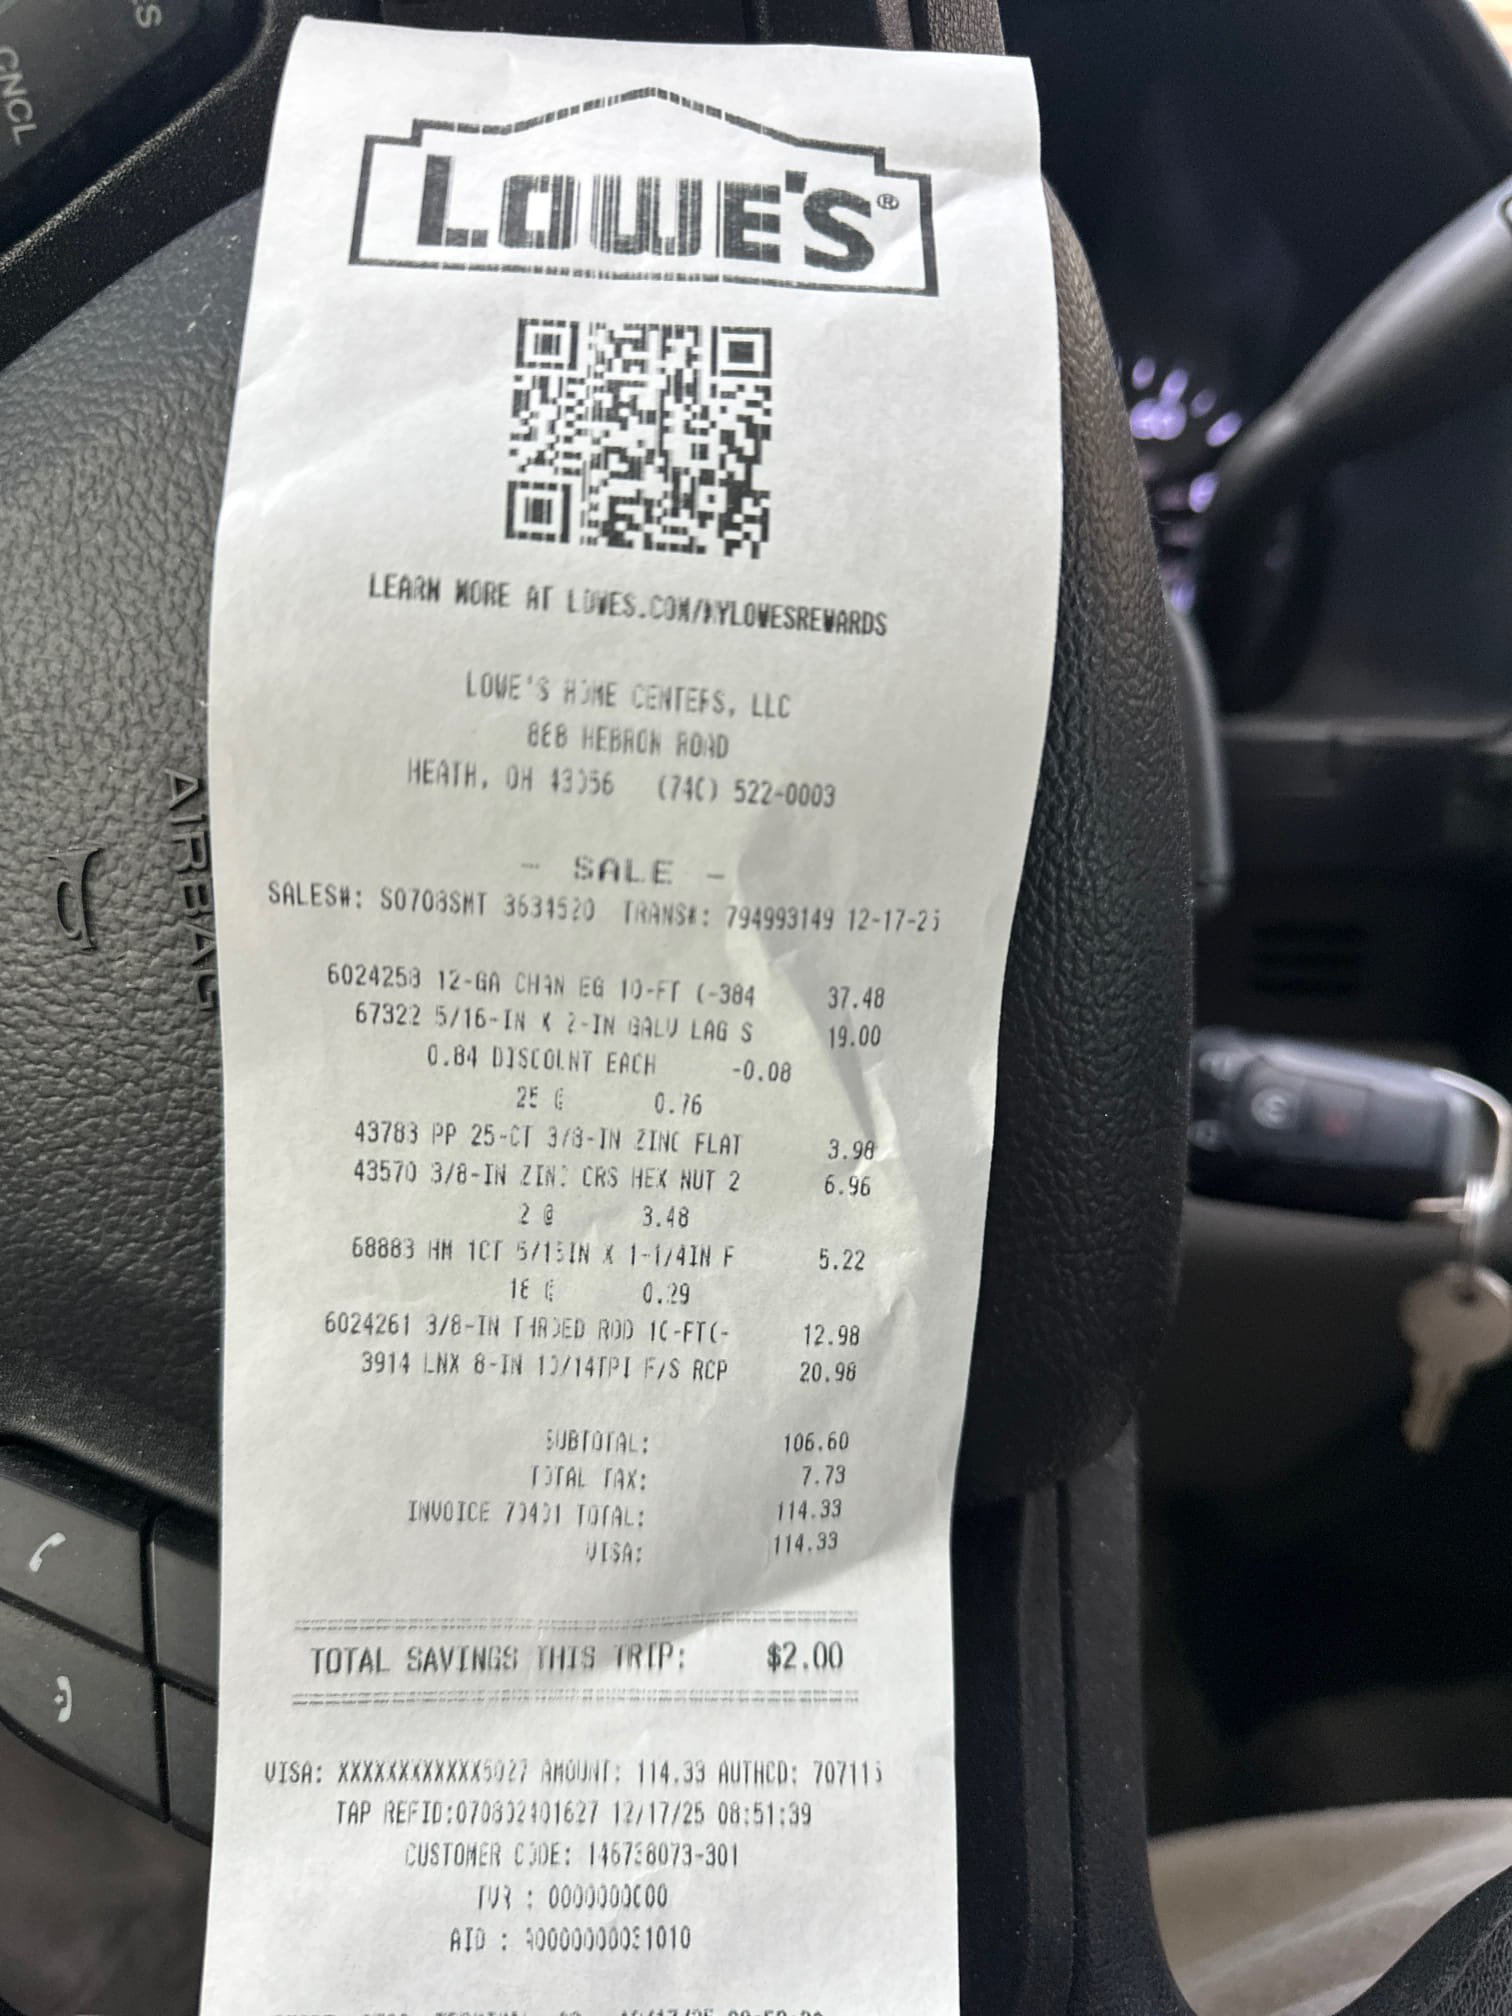 ES
CNCL
LOWE'S®
LEARN MORE AT LOWES.COM/MYLOWESREWARDS
LOWE'S HOME CENTERS, LLC
888 HEBRON ROAD
HEATH, OH 43056 (740) 522-0003
- SALE -
SALES#: S0708SMT 3634520 TRANS#: 794993149 12-17-25
6024258 12-GA CHAN EG 10-FT (-384 37.48
67322 5/16-IN X 2-IN GALV LAG S 19.00
0.84 DISCOUNT EACH -0.08
25 @ 0.76
43783 PP 25-CT 3/8-IN ZINC FLAT 3.98
43570 3/8-IN ZINC CRS HEX NUT 2 6.96
2 @ 3.48
68883 HM 1CT 5/16IN X 1-1/4IN F 5.22
18 @ 0.29
6024261 3/8-IN THRDED ROD 10-FT(- 12.98
3914 LNX 8-IN 10/14TPI F/S RCP 20.98
SUBTOTAL: 106.60
TOTAL TAX: 7.73
INVOICE TOTAL: 114.33
VISA: 114.33
TOTAL SAVINGS THIS TRIP: $2.00
VISA: XXXXXXXXXXXX5027 AMOUNT: 114.33 AUTHCD:
TAP REFID:070802401627 12/17/25 08:51:39
CUSTOMER CODE:
TVR : 0000000000
AID : A0000000031010
AIRBAG